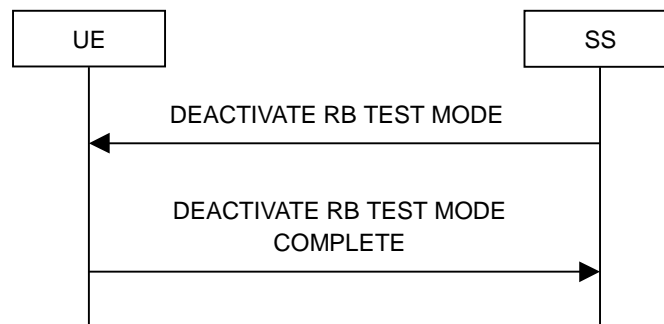 UE
SS
DEACTIVATE RB TEST MODE
DEACTIVATE RB TEST MODE
COMPLETE